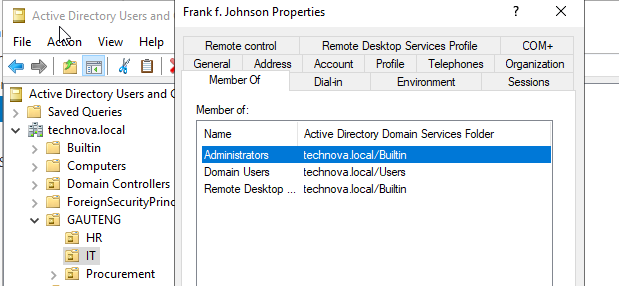 Active Directory Users and C
File Action View Help
Active Directory Users and C
Saved Queries
technova.local
Builtin
Computers
Domain Controllers
ForeignSecurityPrinc
GAUTENG
HR
IT
Procurement
Frank f. Johnson Properties
Remote control Remote Desktop Services Profile COM+
General Address Account Profile Telephones Organization
Member Of Dial-in Environment Sessions
Member of:
Name Active Directory Domain Services Folder
Administrators technova.local/Builtin
Domain Users technova.local/Users
Remote Desktop ... technova.local/Builtin